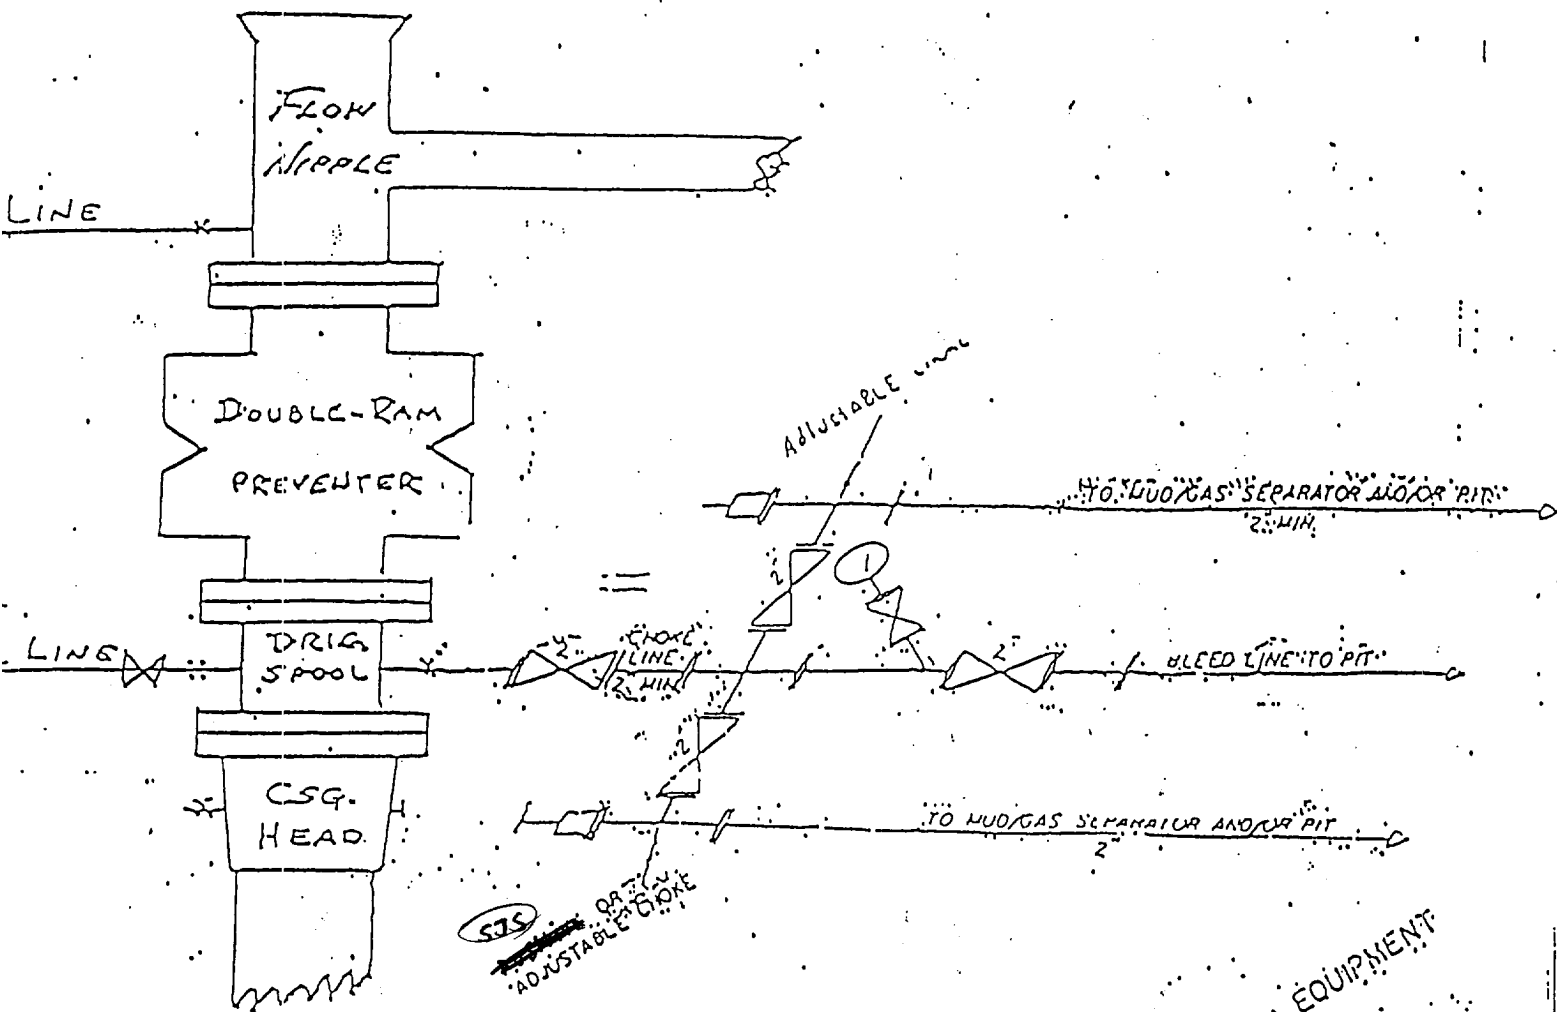 FLOW
NIPPLE
LINE
DOUBLE-RAM
PREVENTER
ADJUSTABLE
TO MUD/GAS SEPARATOR AND/OR PIT
2" MIN
2"
1
LINE
DRLG
SPOOL
2"
CHOKE
LINE
2" MIN
2"
BLEED LINE TO PIT
2"
CSG.
HEAD
TO MUD/GAS SEPARATOR AND/OR PIT
2"
SJS
OR
ADJUSTABLE CHOKE
EQUIPMENT